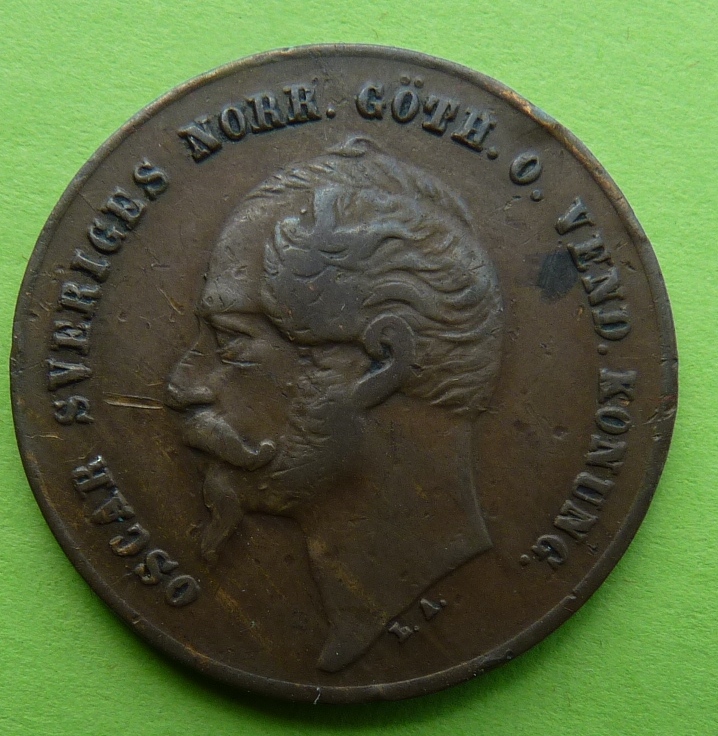 OSCAR SVERIGES NORR. GÖTH. O. VEND. KONUNG.
L. A.